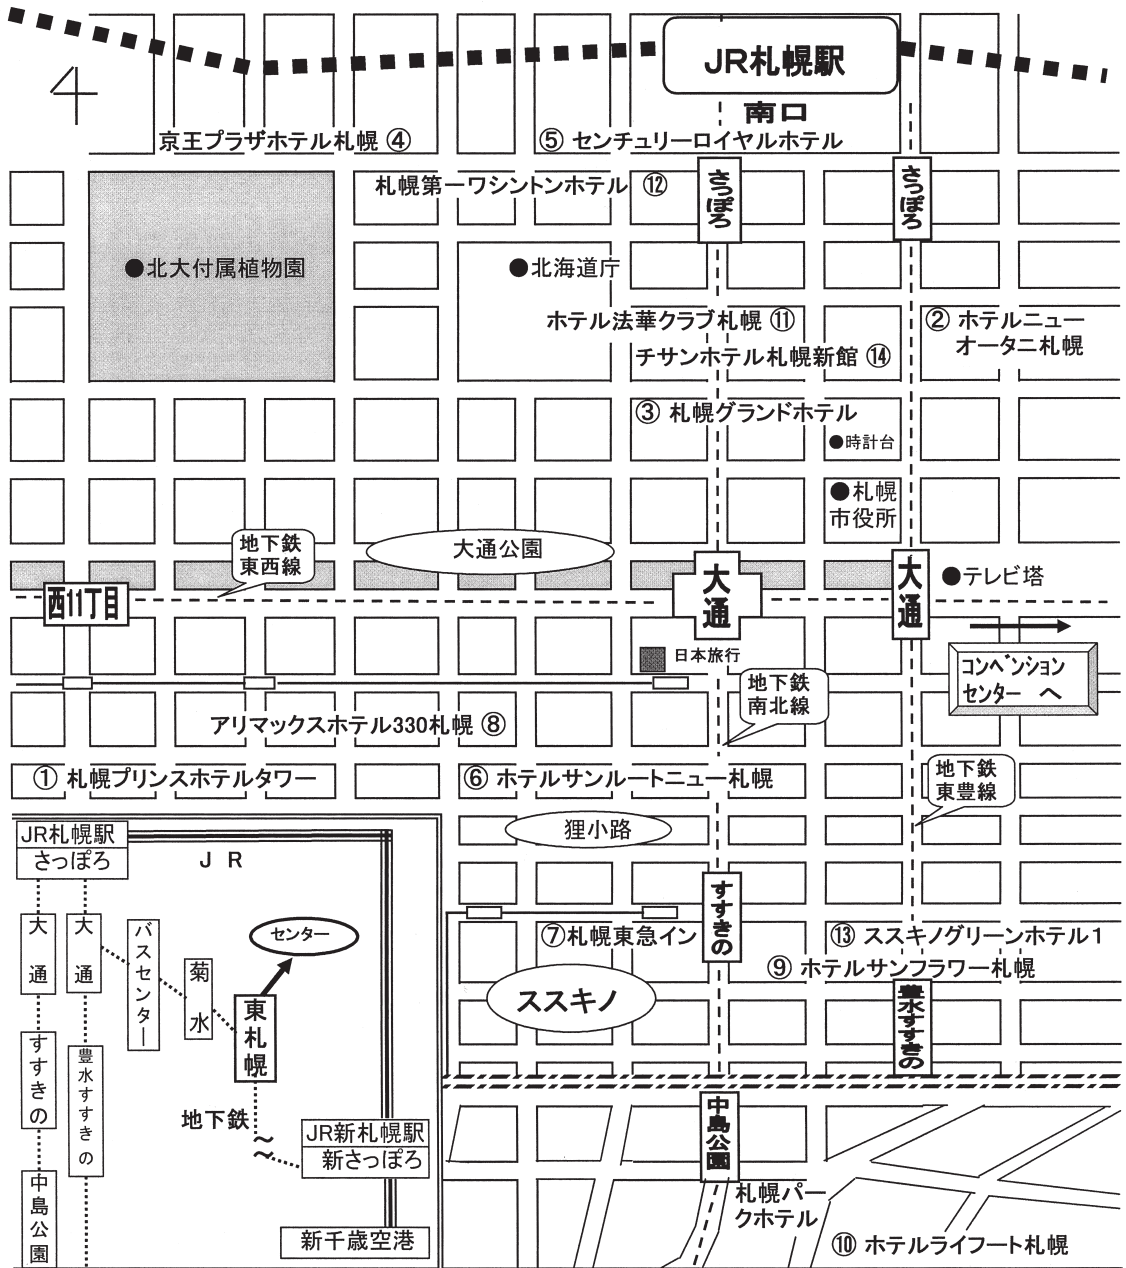 JR札幌駅
南口
京王プラザホテル札幌 ④
⑤ センチュリーロイヤルホテル
札幌第一ワシントンホテル ⑫
さっぽろ
さっぽろ
●北大付属植物園
●北海道庁
ホテル法華クラブ札幌 ⑪
② ホテルニュー
オータニ札幌
チサンホテル札幌新館 ⑭
③ 札幌グランドホテル
●時計台
●札幌
市役所
地下鉄
東西線
大通公園
西11丁目
大通
大通
●テレビ塔
日本旅行
コンベンション
センター へ
地下鉄
南北線
アリマックスホテル330札幌 ⑧
① 札幌プリンスホテルタワー
⑥ ホテルサンルートニュー札幌
地下鉄
東豊線
狸小路
すすきの
⑦札幌東急イン
⑬ ススキノグリーンホテル1
⑨ ホテルサンフラワー札幌
ススキノ
豊水すすきの
中島公園
札幌パー
クホテル
⑩ ホテルライフート札幌
JR札幌駅
さっぽろ
J R
大通
大通
バスセンター
菊水
センター
東札幌
すすきの
豊水すすきの
地下鉄
JR新札幌駅
新さっぽろ
中島公園
新千歳空港